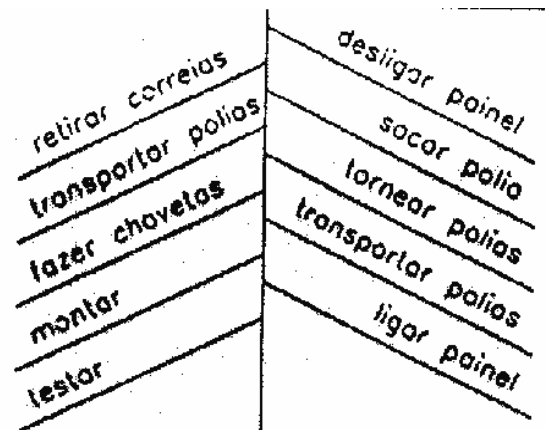 retirar correias
transportar polias
fazer chavetas
montar
testar
desligar painel
sacar polia
tornear polias
transportar polias
ligar painel